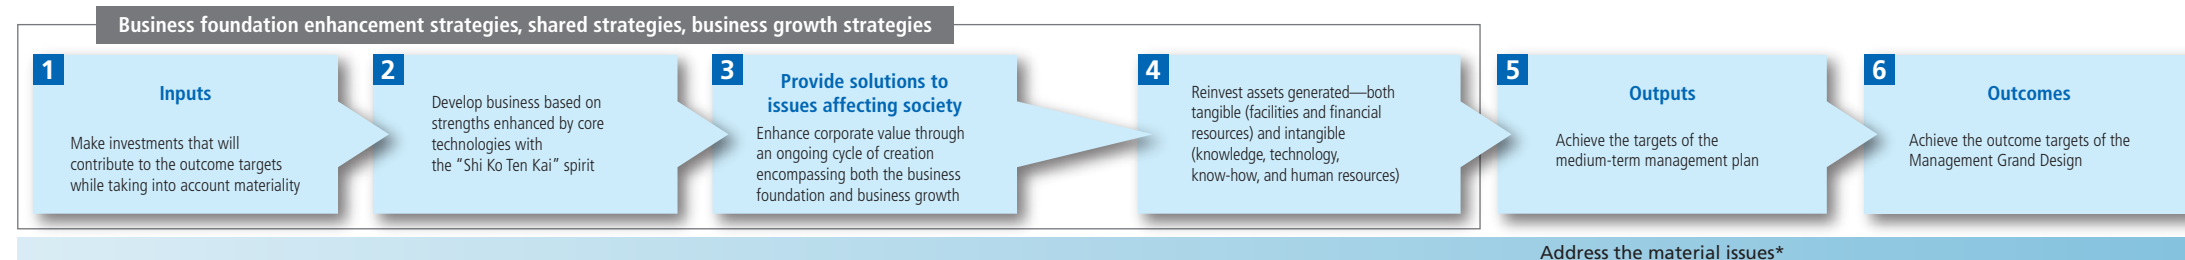 Business foundation enhancement strategies, shared strategies, business growth strategies
1
Inputs
Make investments that will
contribute to the outcome targets
while taking into account materiality
2
Develop business based on
strengths enhanced by core
technologies with
the “Shi Ko Ten Kai” spirit
3
Provide solutions to
issues affecting society
Enhance corporate value through
an ongoing cycle of creation
encompassing both the business
foundation and business growth
4
Reinvest assets generated—both
tangible (facilities and financial
resources) and intangible
(knowledge, technology,
know-how, and human resources)
5
Outputs
Achieve the targets of the
medium-term management plan
6
Outcomes
Achieve the outcome targets of the
Management Grand Design
Address the material issues*